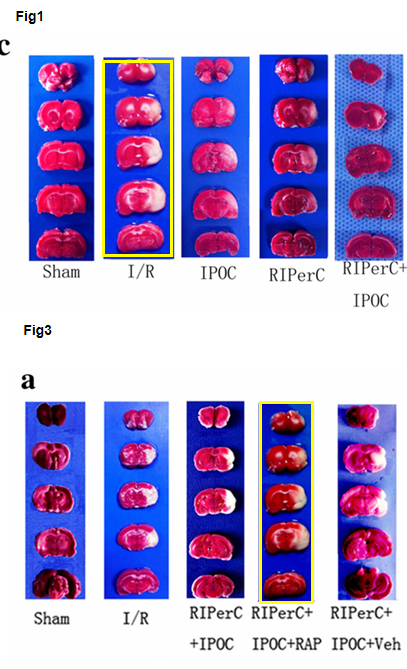 Fig1
c
Sham I/R IPOC RIPerC RIPerC+
IPOC
Fig3
a
Sham I/R RIPerC RIPerC+ RIPerC+
+IPOC IPOC+RAP IPOC+Veh